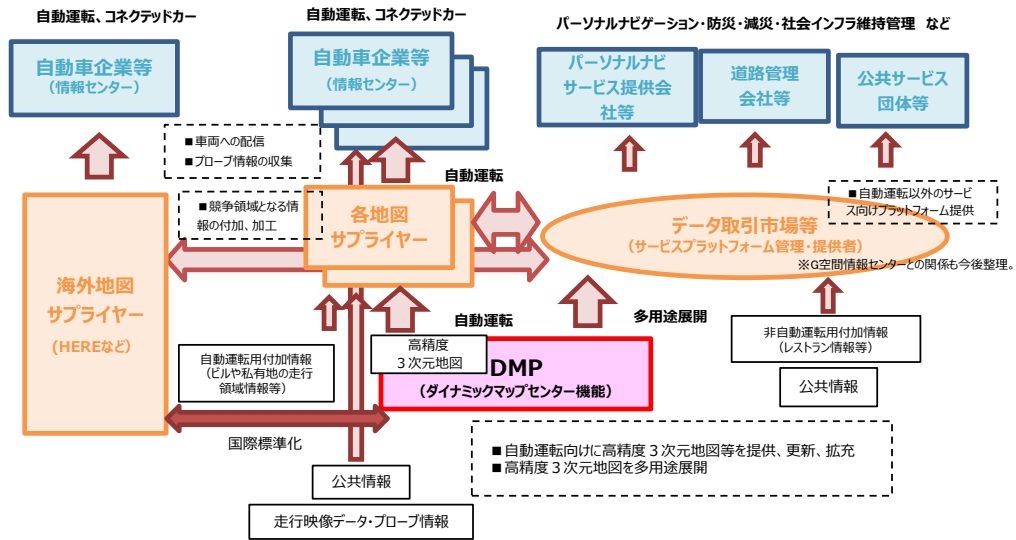 自動運転、コネクテッドカー
自動運転、コネクテッドカー
パーソナルナビゲーション・防災・減災・社会インフラ維持管理 など
自動車企業等
(情報センター)
自動車企業等
(情報センター)
パーソナルナビ
サービス提供会
社等
道路管理
会社等
公共サービス
団体等
■車両への配信
■プローブ情報の収集
自動運転
■競争領域となる情
報の付加、加工
各地図
サプライヤー
■自動運転以外のサービ
ス向けプラットフォーム提供
データ取引市場等
(サービスプラットフォーム管理・提供者)
※G空間情報センターとの関係も今後整理。
海外地図
サプライヤー
(HEREなど)
自動運転
多用途展開
自動運転用付加情報
(ビルや私有地の走行
領域情報等)
高精度
3次元地図
DMP
(ダイナミックマップセンター機能)
非自動運転用付加情報
(レストラン情報等)
公共情報
国際標準化
■自動運転向けに高精度3次元地図等を提供、更新、拡充
■高精度3次元地図を多用途展開
公共情報
走行映像データ・プローブ情報